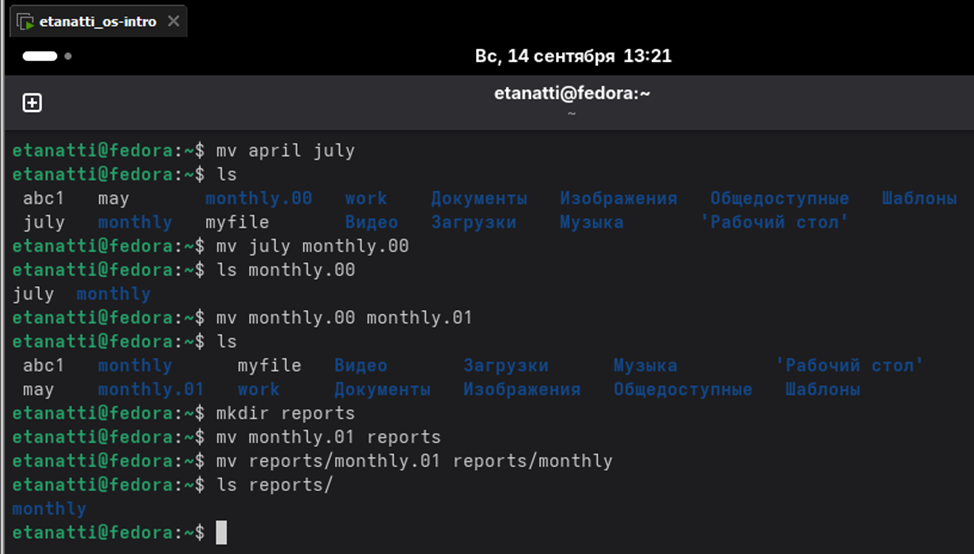 etanatti_os-intro
Вс, 14 сентября 13:21
etanatti@fedora:~
~
etanatti@fedora:~$ mv april july
etanatti@fedora:~$ ls
abc1 may monthly.00 work Документы Изображения Общедоступные Шаблоны
july monthly myfile Видео Загрузки Музыка 'Рабочий стол'
etanatti@fedora:~$ mv july monthly.00
etanatti@fedora:~$ ls monthly.00
july monthly
etanatti@fedora:~$ mv monthly.00 monthly.01
etanatti@fedora:~$ ls
abc1 monthly myfile Видео Загрузки Музыка 'Рабочий стол'
may monthly.01 work Документы Изображения Общедоступные Шаблоны
etanatti@fedora:~$ mkdir reports
etanatti@fedora:~$ mv monthly.01 reports
etanatti@fedora:~$ mv reports/monthly.01 reports/monthly
etanatti@fedora:~$ ls reports/
monthly
etanatti@fedora:~$